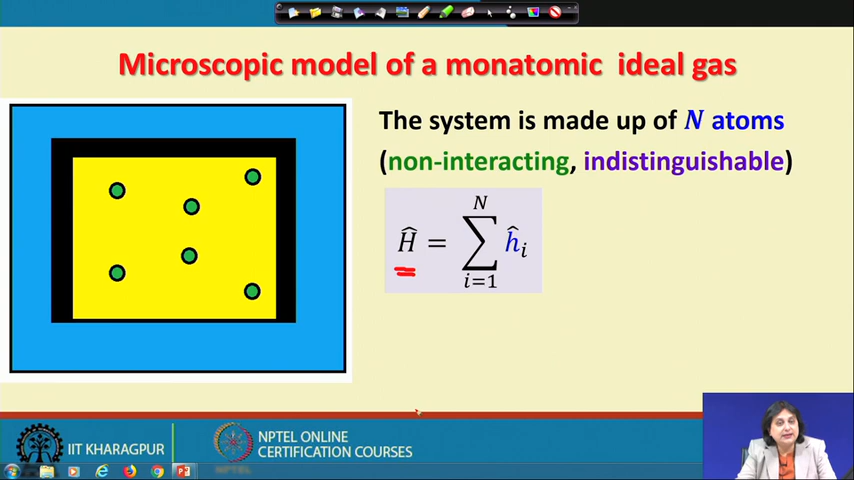 Microscopic model of a monatomic ideal gas
The system is made up of N atoms
(non-interacting, indistinguishable)
Ĥ = ∑_{i=1}^{N} ĥ_i
IIT KHARAGPUR
NPTEL ONLINE
CERTIFICATION COURSES
NPTEL